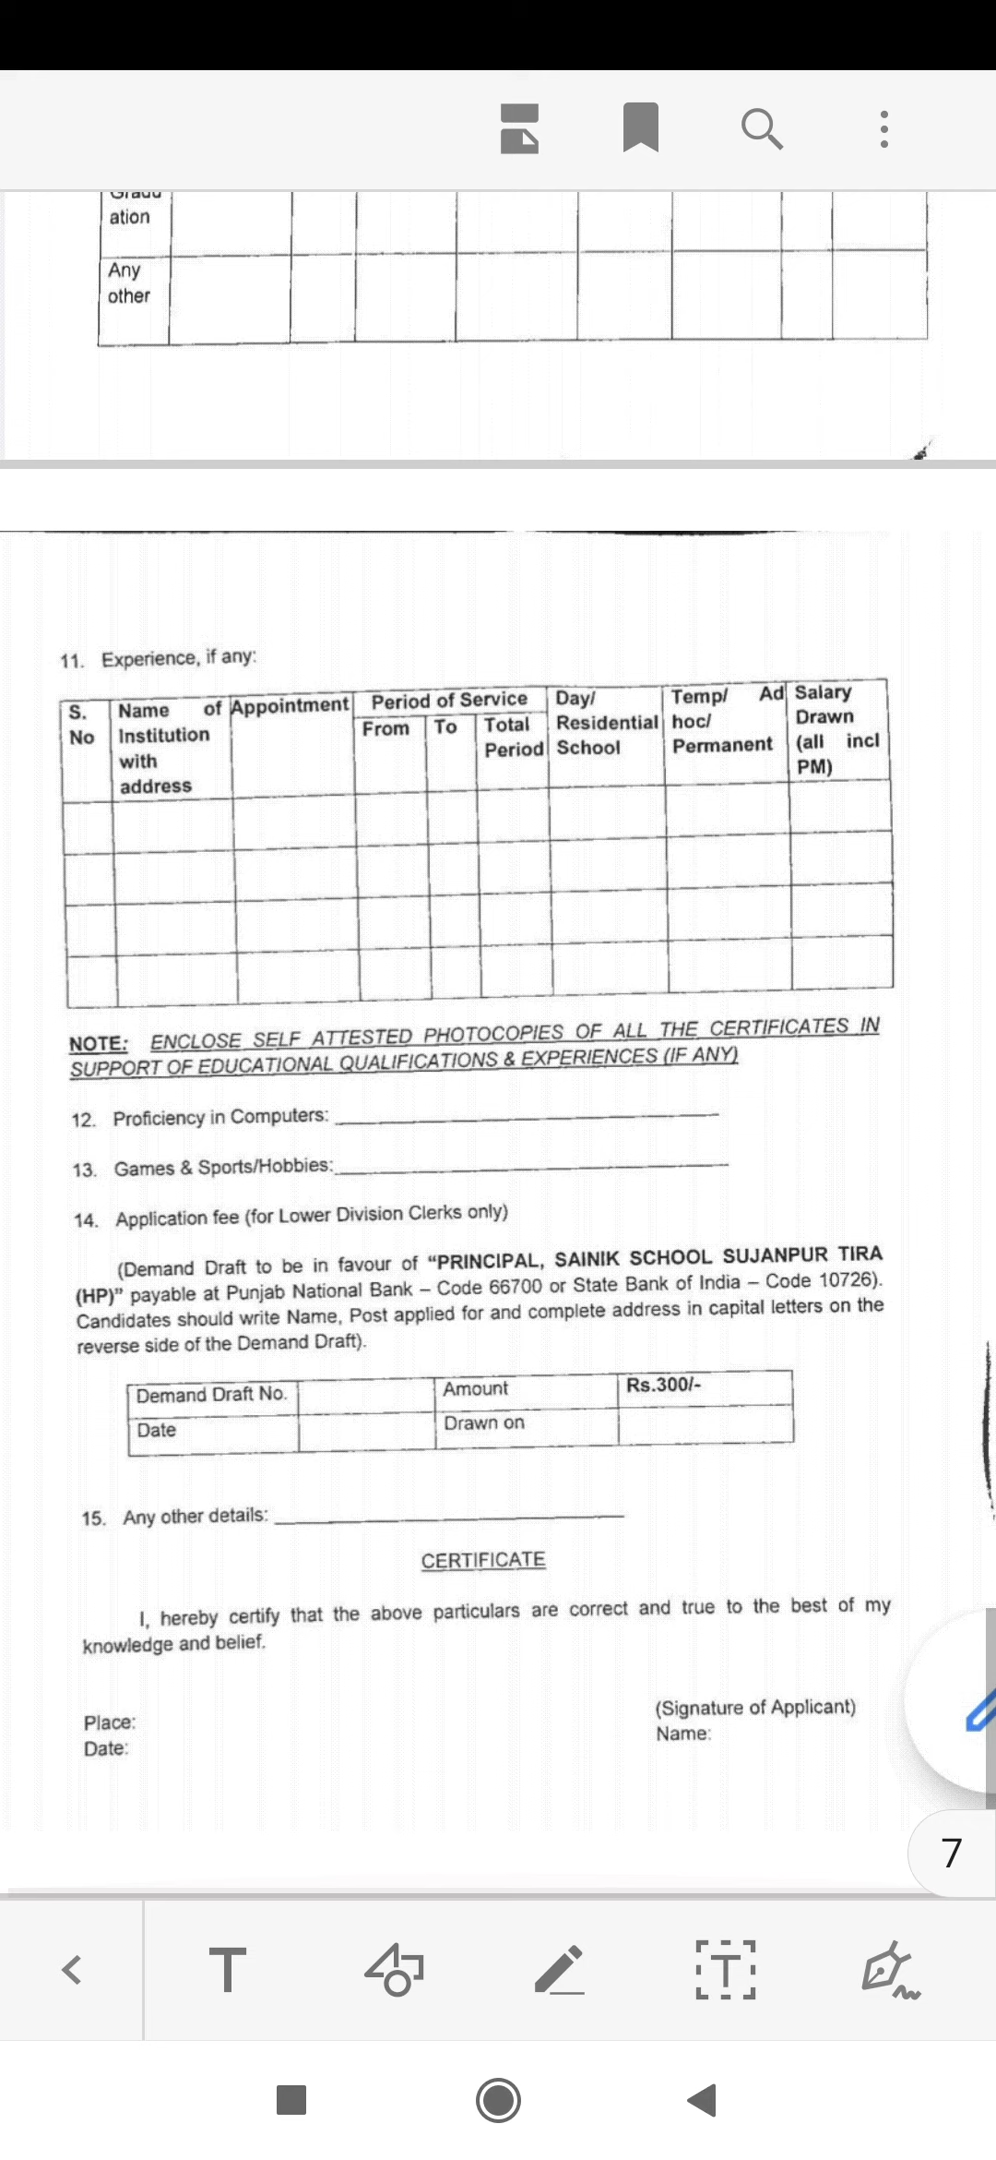 Gradu
ation
Any
other
11. Experience, if any:
S. No
Name of Institution with address
Appointment
Period of Service
From
To
Total Period
Day/ Residential School
Temp/ Ad hoc/ Permanent
Salary Drawn (all incl PM)
NOTE: ENCLOSE SELF ATTESTED PHOTOCOPIES OF ALL THE CERTIFICATES IN
SUPPORT OF EDUCATIONAL QUALIFICATIONS & EXPERIENCES (IF ANY)
12. Proficiency in Computers:
13. Games & Sports/Hobbies:
14. Application fee (for Lower Division Clerks only)
(Demand Draft to be in favour of “PRINCIPAL, SAINIK SCHOOL SUJANPUR TIRA
(HP)” payable at Punjab National Bank – Code 66700 or State Bank of India – Code 10726).
Candidates should write Name, Post applied for and complete address in capital letters on the
reverse side of the Demand Draft).
Demand Draft No.
Amount
Rs.300/-
Date
Drawn on
15. Any other details:
CERTIFICATE
I, hereby certify that the above particulars are correct and true to the best of my
knowledge and belief.
(Signature of Applicant)
Place:
Name:
Date:
7